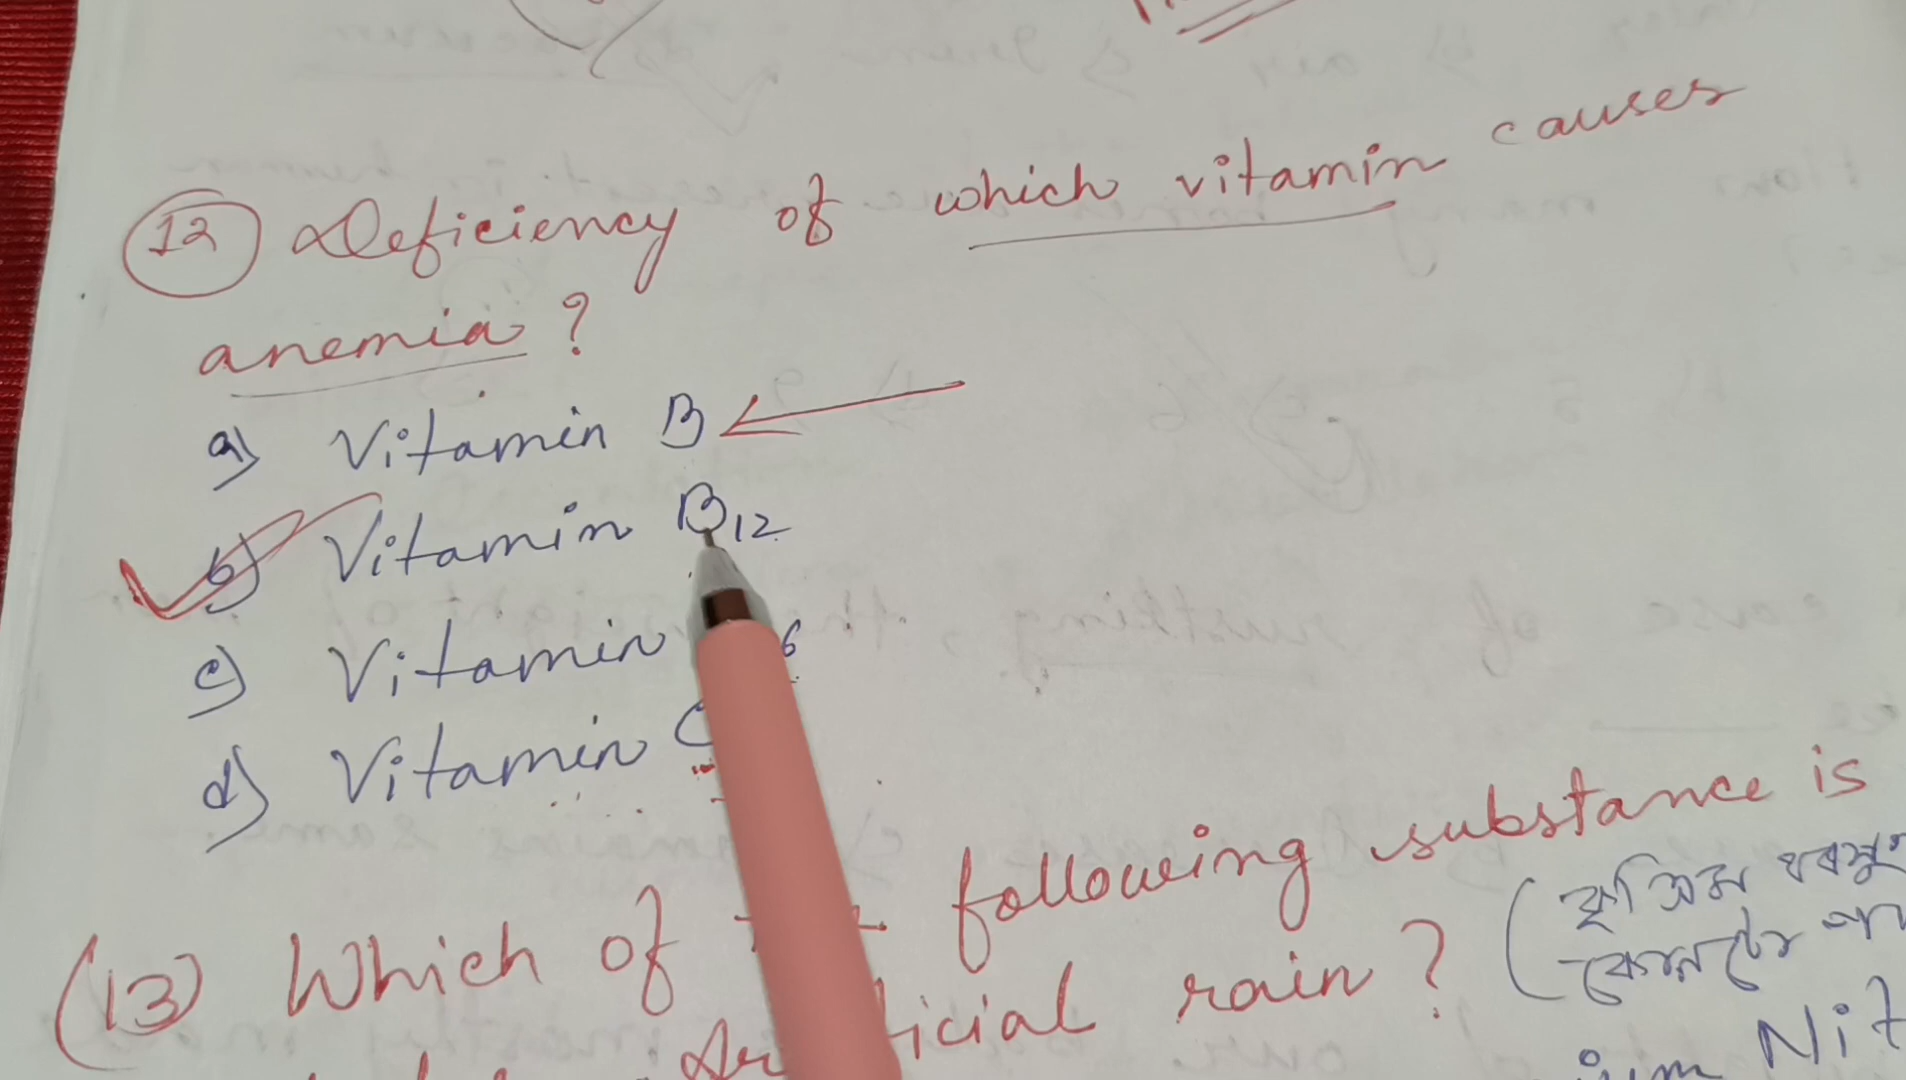 12 Deficiency of which vitamin causes
anemia?
a) Vitamin B
b) Vitamin B12
c) Vitamin 6
d) Vitamin C
(13) Which of following substance is
rain? (কৃত্রিম
Nit